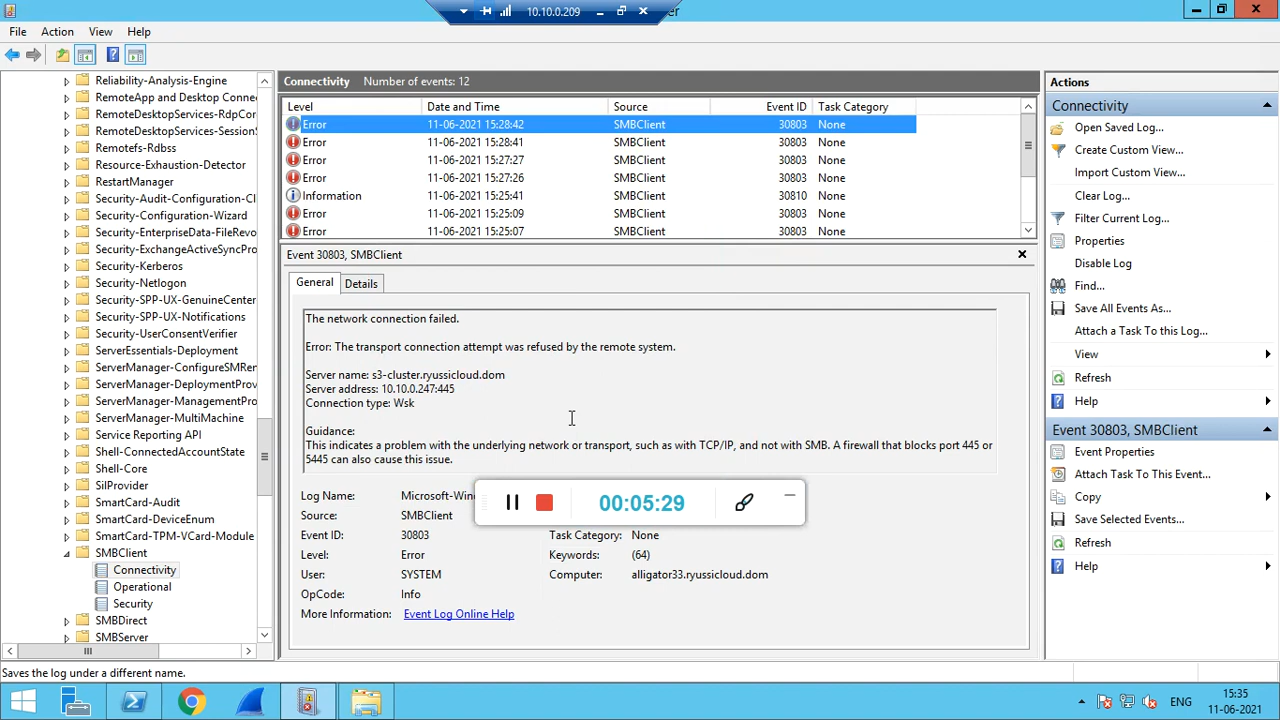 10.10.0.209
er
File Action View Help
Reliability-Analysis-Engine
RemoteApp and Desktop Conne
RemoteDesktopServices-RdpCor
RemoteDesktopServices-Session
Remotefs-Rdbss
Resource-Exhaustion-Detector
RestartManager
Security-Audit-Configuration-Cl
Security-Configuration-Wizard
Security-EnterpriseData-FileRevo
Security-ExchangeActiveSyncPro
Security-Kerberos
Security-Netlogon
Security-SPP-UX-GenuineCenter
Security-SPP-UX-Notifications
Security-UserConsentVerifier
ServerEssentials-Deployment
ServerManager-ConfigureSMRem
ServerManager-DeploymentProv
ServerManager-ManagementPro
ServerManager-MultiMachine
Service Reporting API
Shell-ConnectedAccountState
Shell-Core
SilProvider
SmartCard-Audit
SmartCard-DeviceEnum
SmartCard-TPM-VCard-Module
SMBClient
Connectivity
Operational
Security
SMBDirect
SMBServer
Connectivity Number of events: 12
Level Date and Time Source Event ID Task Category
Error 11-06-2021 15:28:42 SMBClient 30803 None
Error 11-06-2021 15:28:41 SMBClient 30803 None
Error 11-06-2021 15:27:27 SMBClient 30803 None
Error 11-06-2021 15:27:26 SMBClient 30803 None
Information 11-06-2021 15:25:41 SMBClient 30810 None
Error 11-06-2021 15:25:09 SMBClient 30803 None
Error 11-06-2021 15:25:07 SMBClient 30803 None
Event 30803, SMBClient
General Details
The network connection failed.
Error: The transport connection attempt was refused by the remote system.
Server name: s3-cluster.ryussicloud.dom
Server address: 10.10.0.247:445
Connection type: Wsk
Guidance:
This indicates a problem with the underlying network or transport, such as with TCP/IP, and not with SMB. A firewall that blocks port 445 or
5445 can also cause this issue.
00:05:29
Log Name: Microsoft-Win
Source: SMBClient
Event ID: 30803 Task Category: None
Level: Error Keywords: (64)
User: SYSTEM Computer: alligator33.ryussicloud.dom
OpCode: Info
More Information: Event Log Online Help
Actions
Connectivity
Open Saved Log...
Create Custom View...
Import Custom View...
Clear Log...
Filter Current Log...
Properties
Disable Log
Find...
Save All Events As...
Attach a Task To this Log...
View
Refresh
Help
Event 30803, SMBClient
Event Properties
Attach Task To This Event...
Copy
Save Selected Events...
Refresh
Help
Saves the log under a different name.
ENG
15:35
11-06-2021